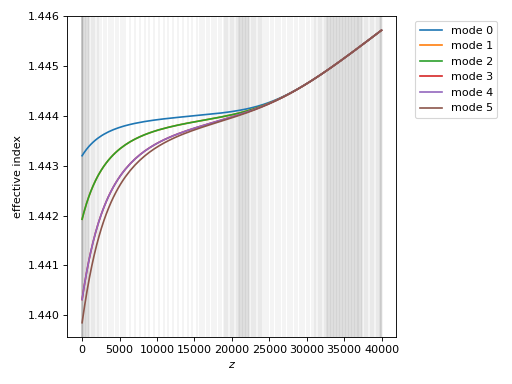 1.446
1.445
1.444
1.443
1.442
1.441
1.440
effective index
0 5000 10000 15000 20000 25000 30000 35000 40000
z
mode 0
mode 1
mode 2
mode 3
mode 4
mode 5